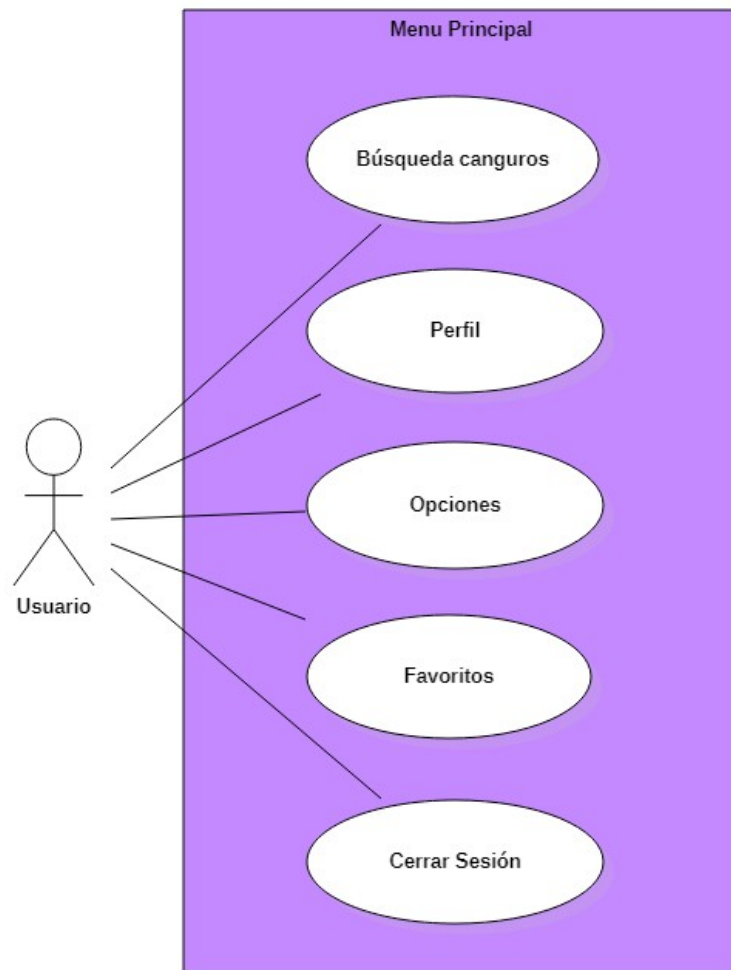 Menu Principal
Búsqueda canguros
Perfil
Opciones
Usuario
Favoritos
Cerrar Sesión